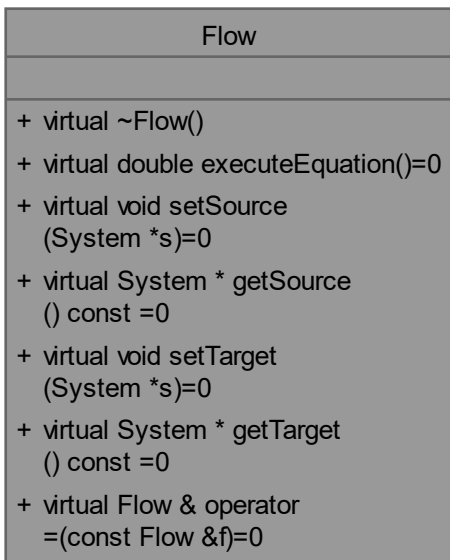 Flow
+ virtual ~Flow()
+ virtual double executeEquation()=0
+ virtual void setSource
(System *s)=0
+ virtual System * getSource
() const =0
+ virtual void setTarget
(System *s)=0
+ virtual System * getTarget
() const =0
+ virtual Flow & operator
=(const Flow &f)=0